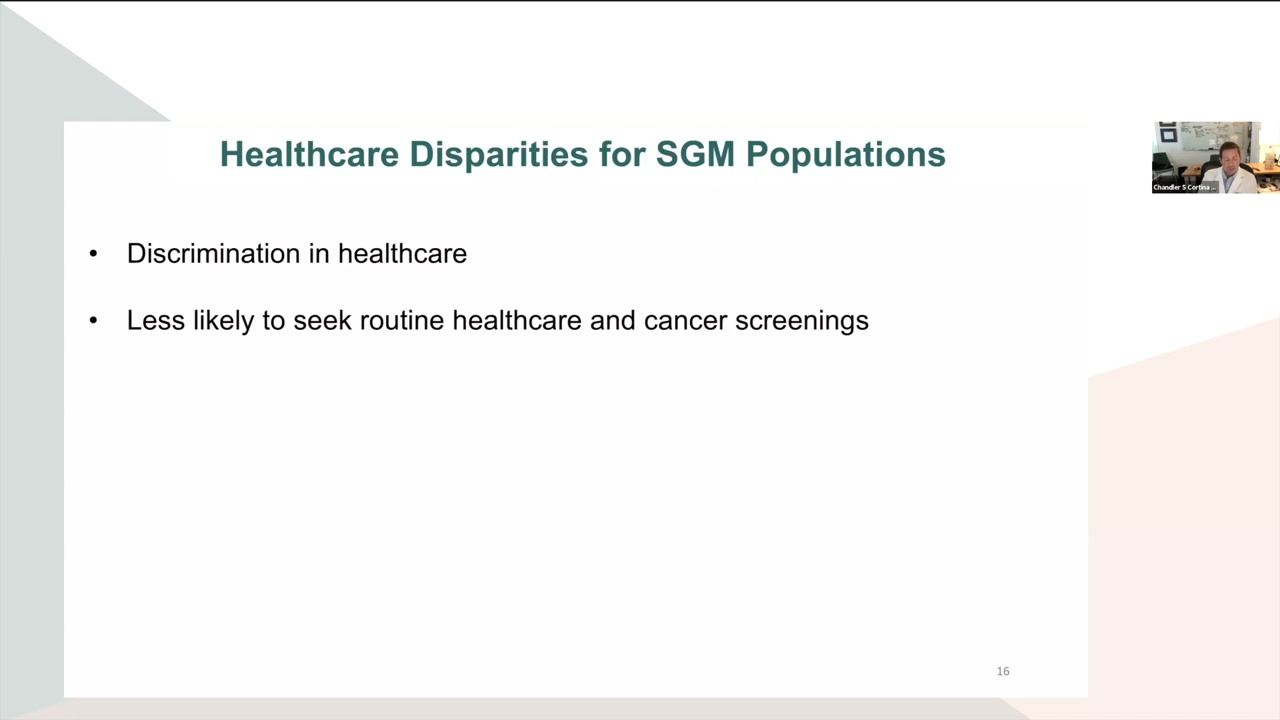 Healthcare Disparities for SGM Populations
Chandler S Cortina ...
• Discrimination in healthcare
• Less likely to seek routine healthcare and cancer screenings
16